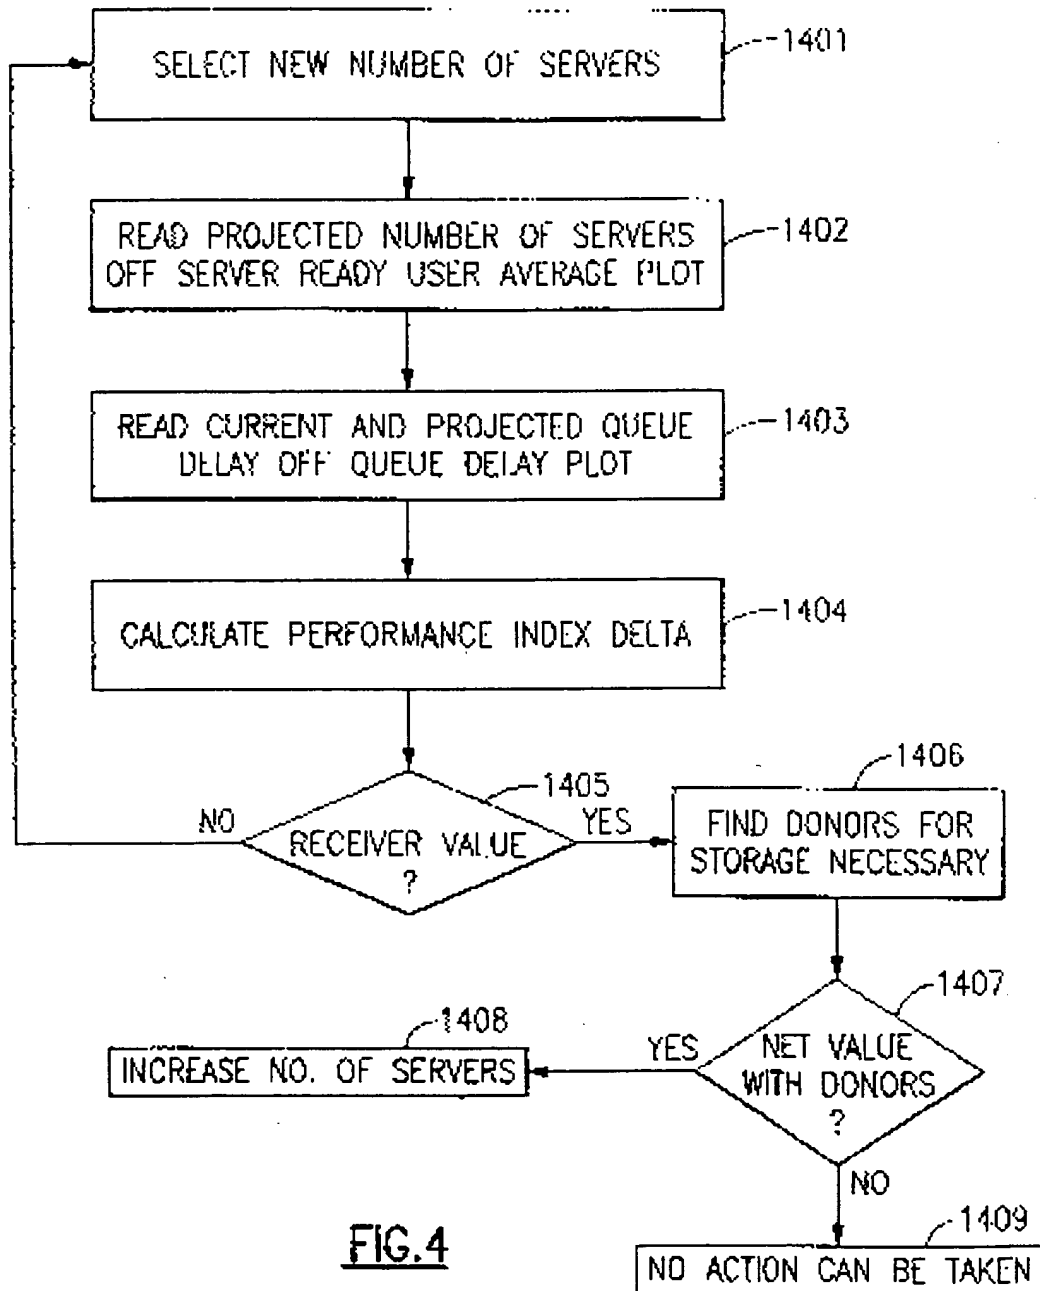 SELECT NEW NUMBER OF SERVERS
1401
READ PROJECTED NUMBER OF SERVERS
OFF SERVER READY USER AVERAGE PLOT
1402
READ CURRENT AND PROJECTED QUEUE
DELAY OFF QUEUE DELAY PLOT
1403
CALCULATE PERFORMANCE INDEX DELTA
1404
1405
NO
RECEIVER VALUE
?
YES
1406
FIND DONORS FOR
STORAGE NECESSARY
1407
NET VALUE
WITH DONORS
?
YES
1408
INCREASE NO. OF SERVERS
NO
1409
NO ACTION CAN BE TAKEN
FIG.4